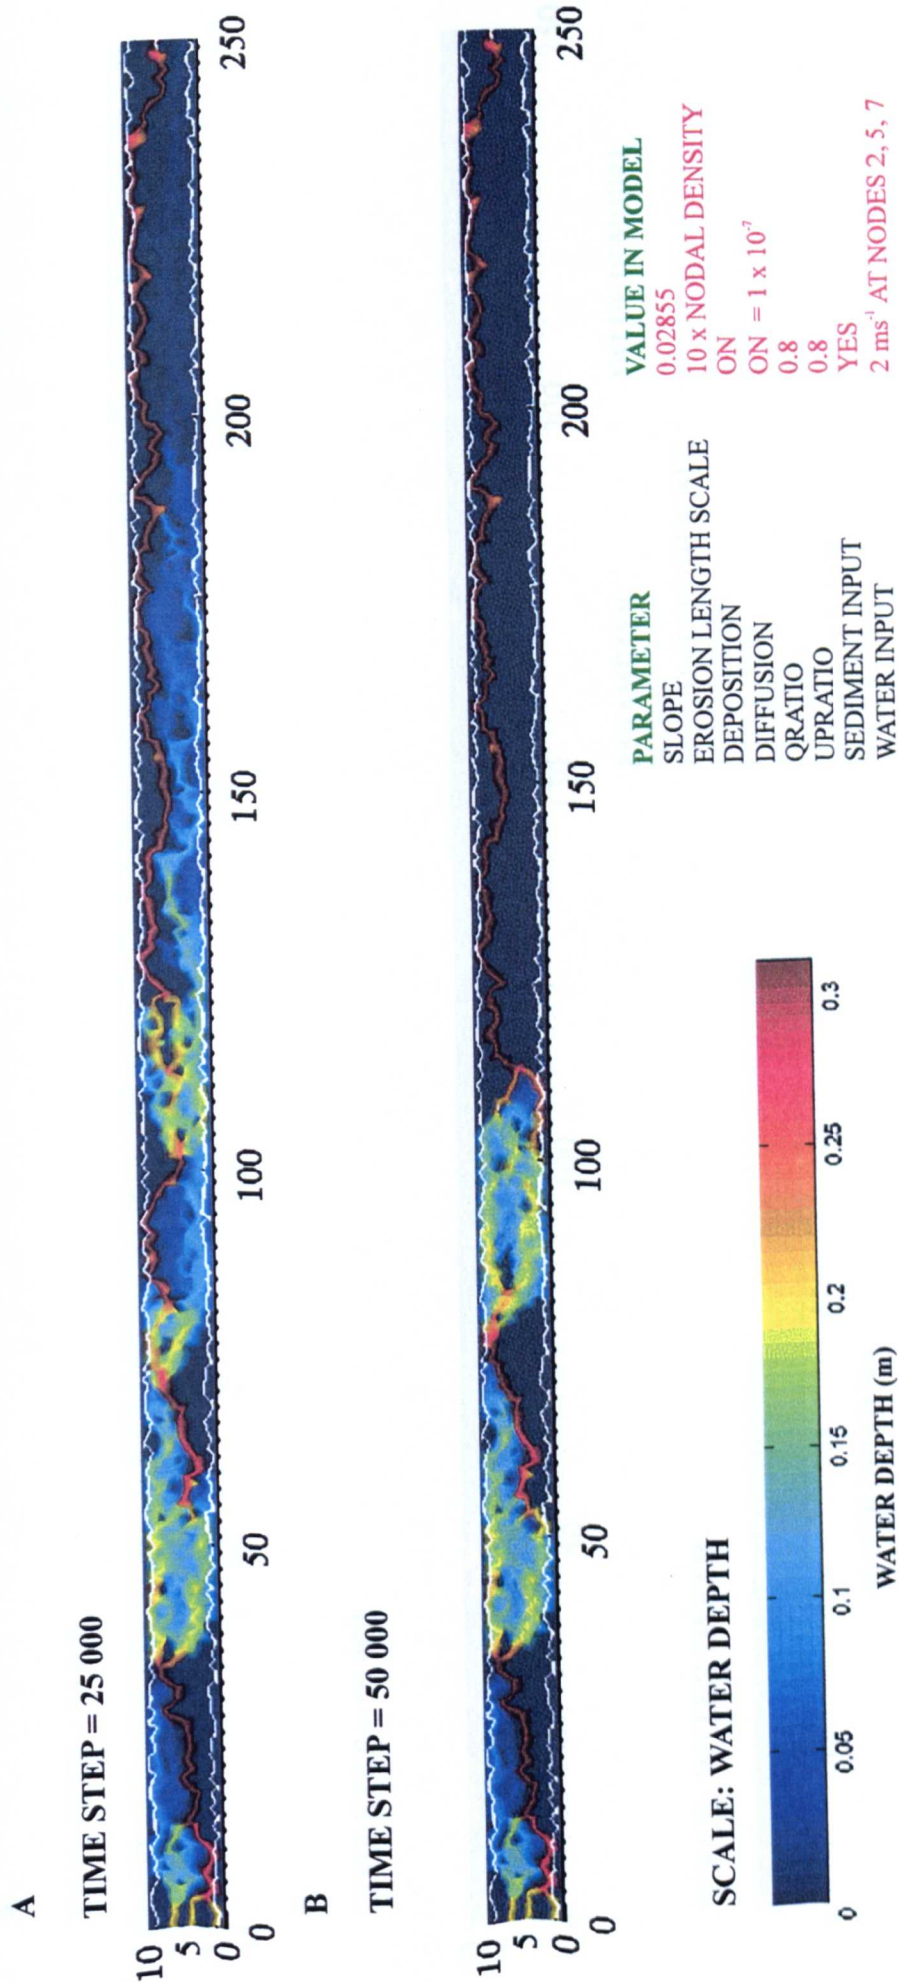 A
TIME STEP = 25 000
10
5
0
0
50
100
150
200
250
B
TIME STEP = 50 000
10
5
0
0
50
100
150
200
250
SCALE: WATER DEPTH
0
0.05
0.1
0.15
0.2
0.25
0.3
WATER DEPTH (m)
PARAMETER VALUE IN MODEL
SLOPE 0.02855
EROSION LENGTH SCALE 10 x NODAL DENSITY
DEPOSITION ON
DIFFUSION ON = 1 x 10⁻⁷
QRATIO 0.8
UPRATIO 0.8
SEDIMENT INPUT YES
WATER INPUT 2 ms⁻¹ AT NODES 2, 5, 7